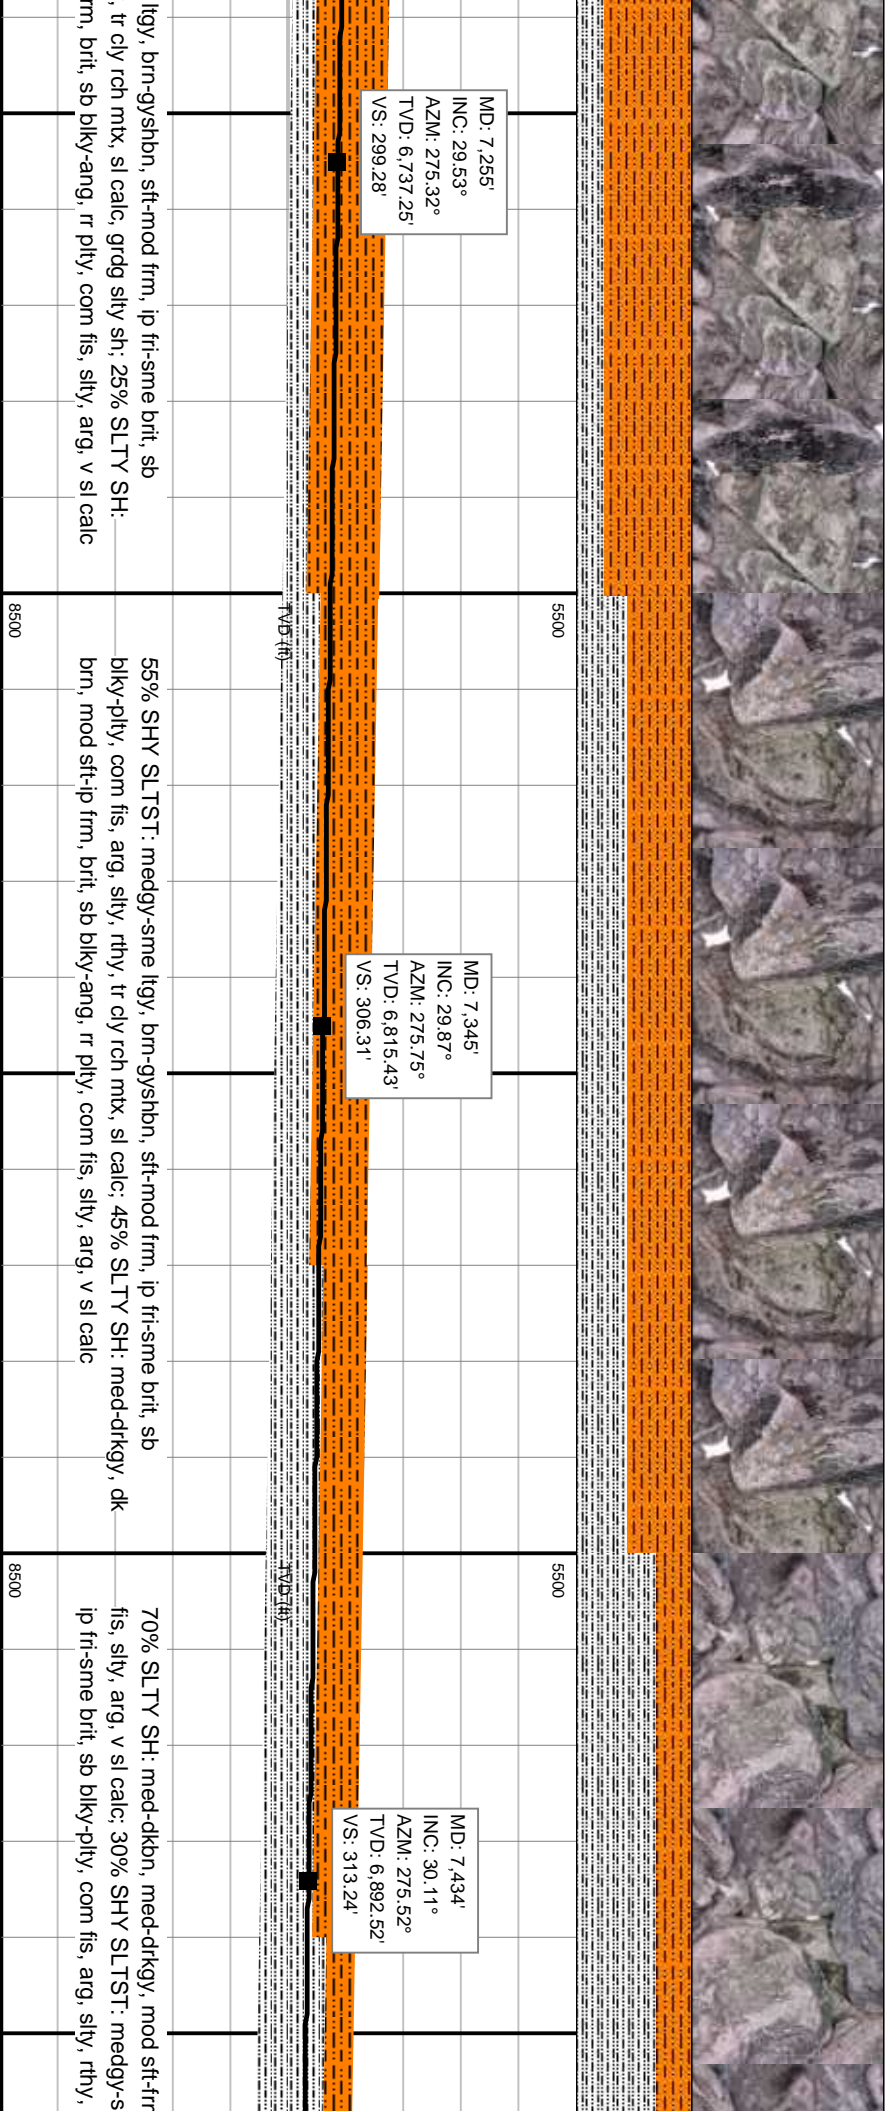 ltgy, brn-gyshbn, sft-mod frm, ip fri-sme brit, sb
, tr cly rch mtx, sl calc, grdg slty sh; 25% SLTY SH:
rm, brit, sb blky-ang, rr plty, com fis, slty, arg, v sl calc
MD: 7,255'
INC: 29.53°
AZM: 275.32°
TVD: 6,737.25'
VS: 299.28'
5500
TVD (ft)
8500
55% SHY SLTST: medgy-sme ltgy, brn-gyshbn, sft-mod frm, ip fri-sme brit, sb
blky-plty, com fis, arg, slty, rthy, tr cly rch mtx, sl calc; 45% SLTY SH: med-drkgy, dk
brn, mod sft-ip frm, brit, sb blky-ang, rr plty, com fis, slty, arg, v sl calc
MD: 7,345'
INC: 29.87°
AZM: 275.75°
TVD: 6,815.43'
VS: 306.31'
5500
TVD (ft)
8500
70% SLTY SH: med-dkbn, med-drkgy, mod sft-frr
fis, slty, arg, v sl calc; 30% SHY SLTST: medgy-s
ip fri-sme brit, sb blky-plty, com fis, arg, slty, rthy,
MD: 7,434'
INC: 30.11°
AZM: 275.52°
TVD: 6,892.52'
VS: 313.24'